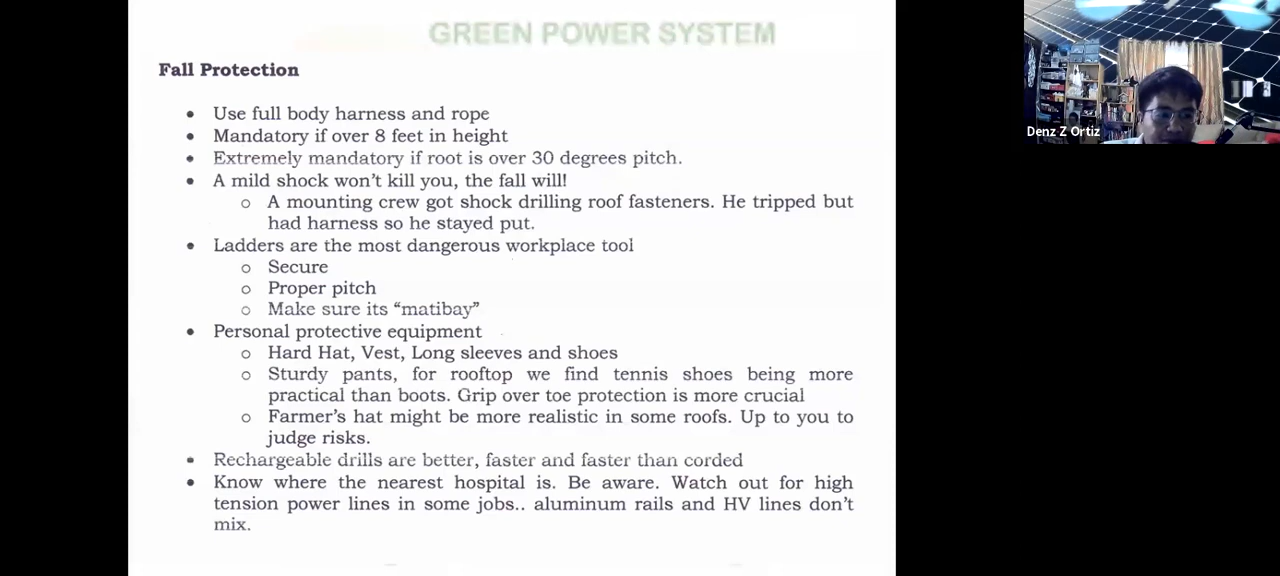 GREEN POWER SYSTEM
Fall Protection
• Use full body harness and rope
• Mandatory if over 8 feet in height
• Extremely mandatory if root is over 30 degrees pitch.
• A mild shock won't kill you, the fall will!
o A mounting crew got shock drilling roof fasteners. He tripped but
had harness so he stayed put.
• Ladders are the most dangerous workplace tool
o Secure
o Proper pitch
o Make sure its “matibay”
• Personal protective equipment
o Hard Hat, Vest, Long sleeves and shoes
o Sturdy pants, for rooftop we find tennis shoes being more
practical than boots. Grip over toe protection is more crucial
o Farmer's hat might be more realistic in some roofs. Up to you to
judge risks.
• Rechargeable drills are better, faster and faster than corded
• Know where the nearest hospital is. Be aware. Watch out for high
tension power lines in some jobs.. aluminum rails and HV lines don't
mix.
Denz Z Ortiz